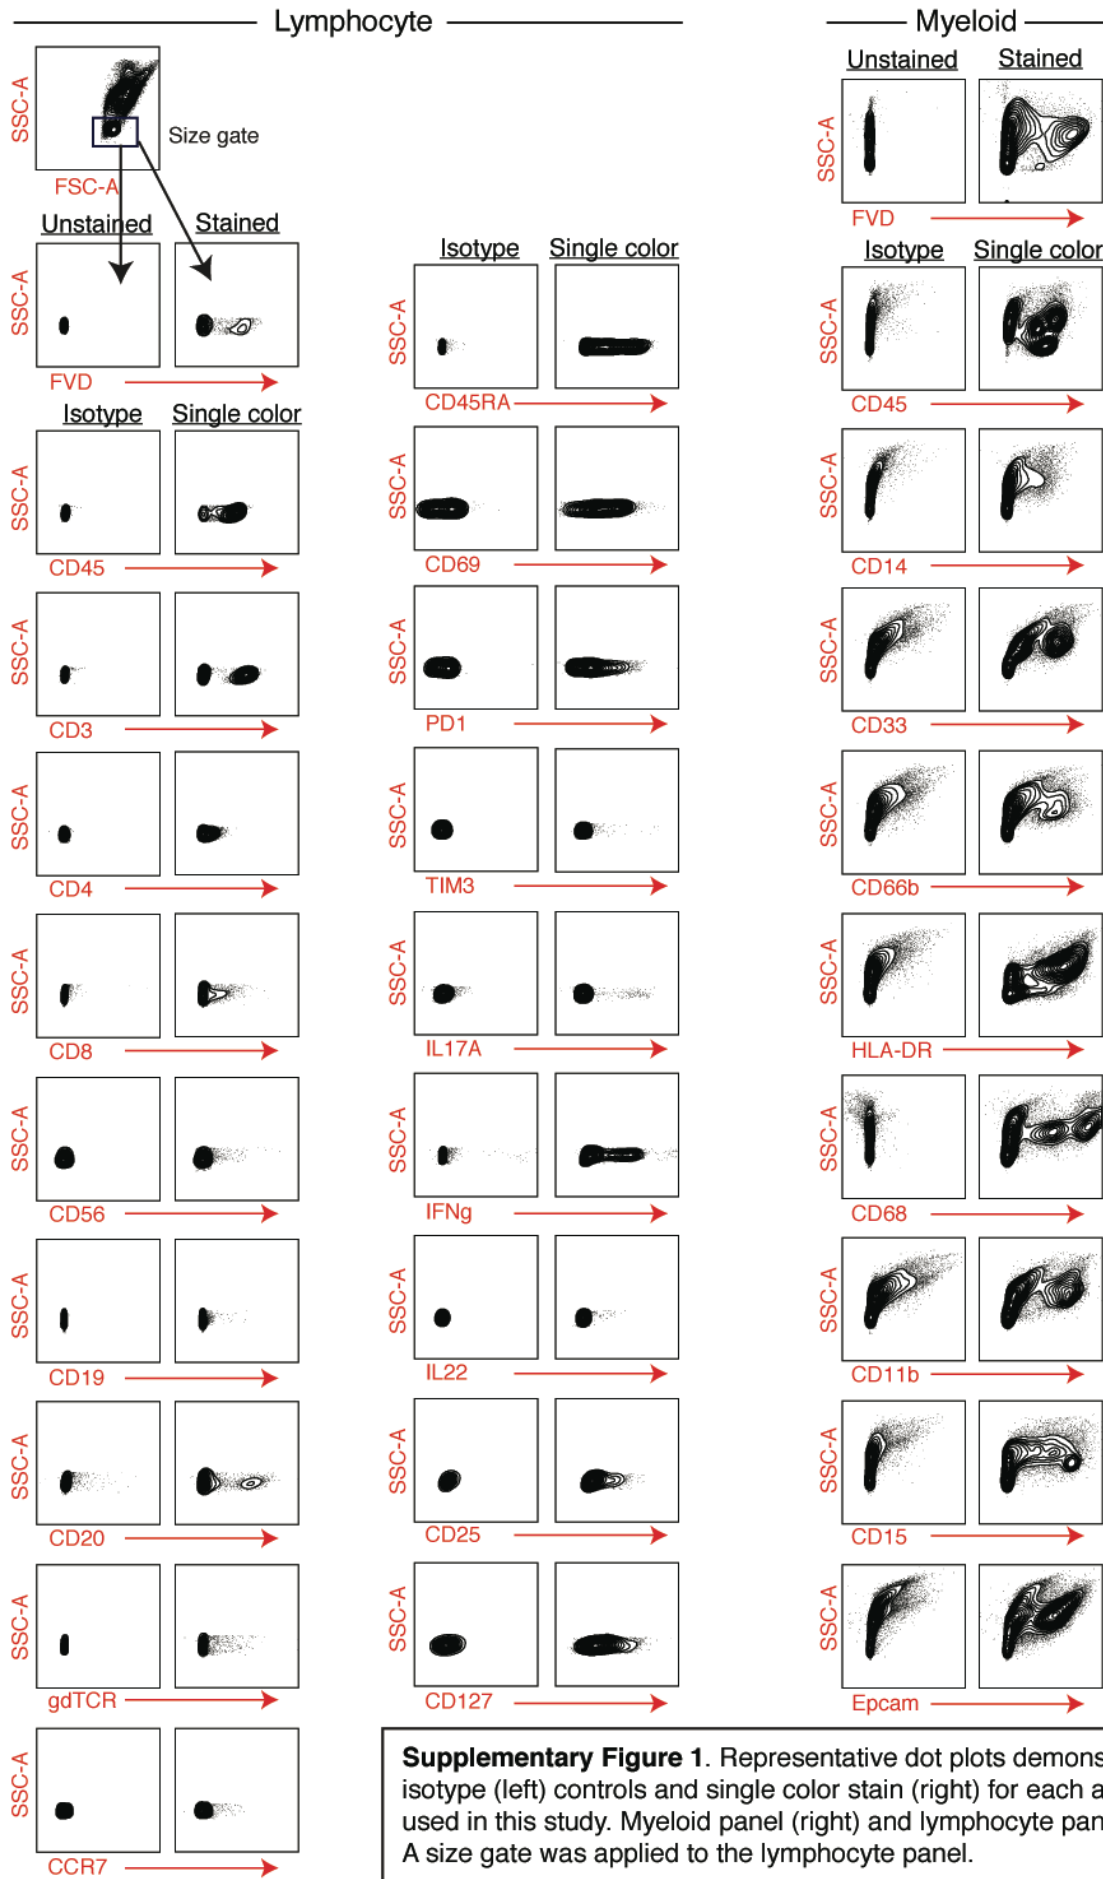 Lymphocyte
Myeloid
SSC-A
Size gate
FSC-A
Unstained Stained
SSC-A
FVD
Isotype Single color
SSC-A
CD45
SSC-A
CD3
SSC-A
CD4
SSC-A
CD8
SSC-A
CD56
SSC-A
CD19
SSC-A
CD20
SSC-A
gdTCR
SSC-A
CCR7
Isotype Single color
SSC-A
CD45RA
SSC-A
CD69
SSC-A
PD1
SSC-A
TIM3
SSC-A
IL17A
SSC-A
IFNg
SSC-A
IL22
SSC-A
CD25
SSC-A
CD127
Unstained Stained
SSC-A
FVD
Isotype Single color
SSC-A
CD45
SSC-A
CD14
SSC-A
CD33
SSC-A
CD66b
SSC-A
HLA-DR
SSC-A
CD68
SSC-A
CD11b
SSC-A
CD15
SSC-A
Epcam
Supplementary Figure 1. Representative dot plots demons
isotype (left) controls and single color stain (right) for each a
used in this study. Myeloid panel (right) and lymphocyte pan
A size gate was applied to the lymphocyte panel.